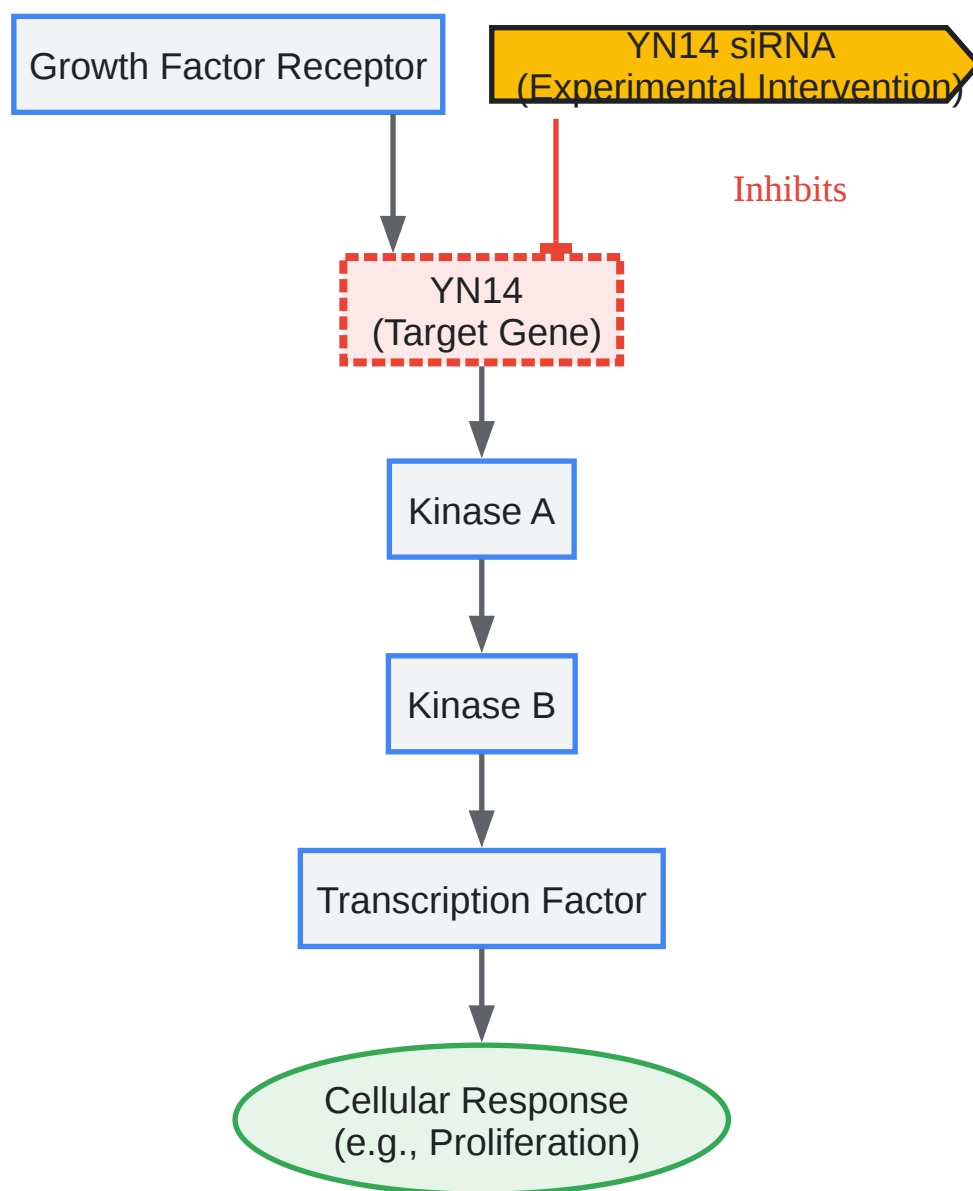 Growth Factor Receptor
YN14 siRNA
(Experimental Intervention)
Inhibits
YN14
(Target Gene)
Kinase A
Kinase B
Transcription Factor
Cellular Response
(e.g., Proliferation)